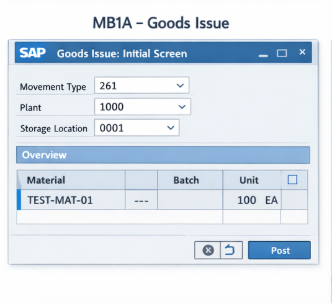 MB1A – Goods Issue
SAP Goods Issue: Initial Screen
Movement Type 261
Plant 1000
Storage Location 0001
Overview
Material Batch Unit
TEST-MAT-01 --- 100 EA
Post